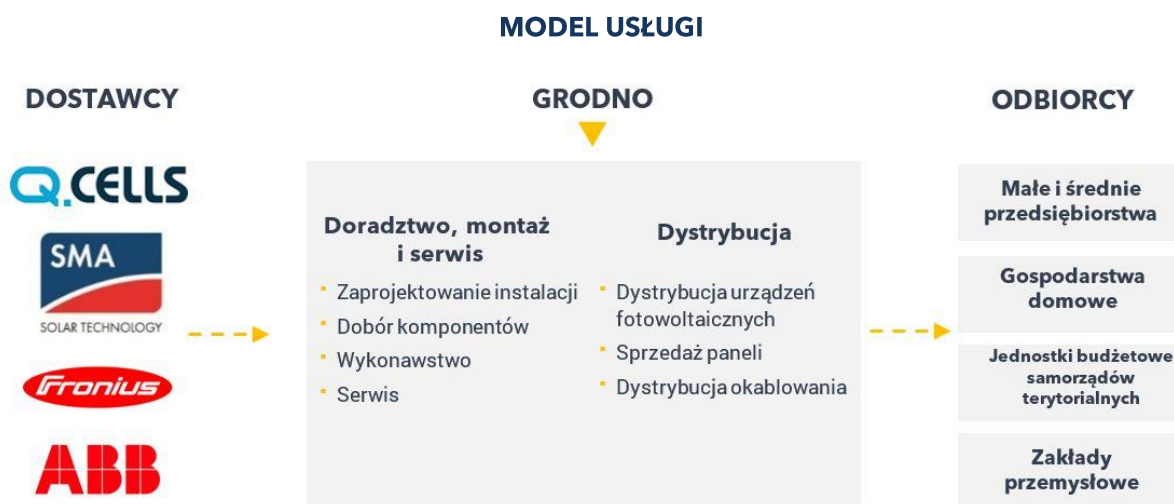 MODEL USŁUGI
DOSTAWCY
Q.CELLS
SMA
SOLAR TECHNOLOGY
Fronius
ABB
GRODNO
Doradztwo, montaż
i serwis
Zaprojektowanie instalacji
Dobór komponentów
Wykonawstwo
Serwis
Dystrybucja
Dystrybucja urządzeń
fotowoltaicznych
Sprzedaż paneli
Dystrybucja okablowania
ODBIORCY
Małe i średnie
przedsiębiorstwa
Gospodarstwa
domowe
Jednostki budżetowe
samorządów
terytorialnych
Zakłady
przemysłowe